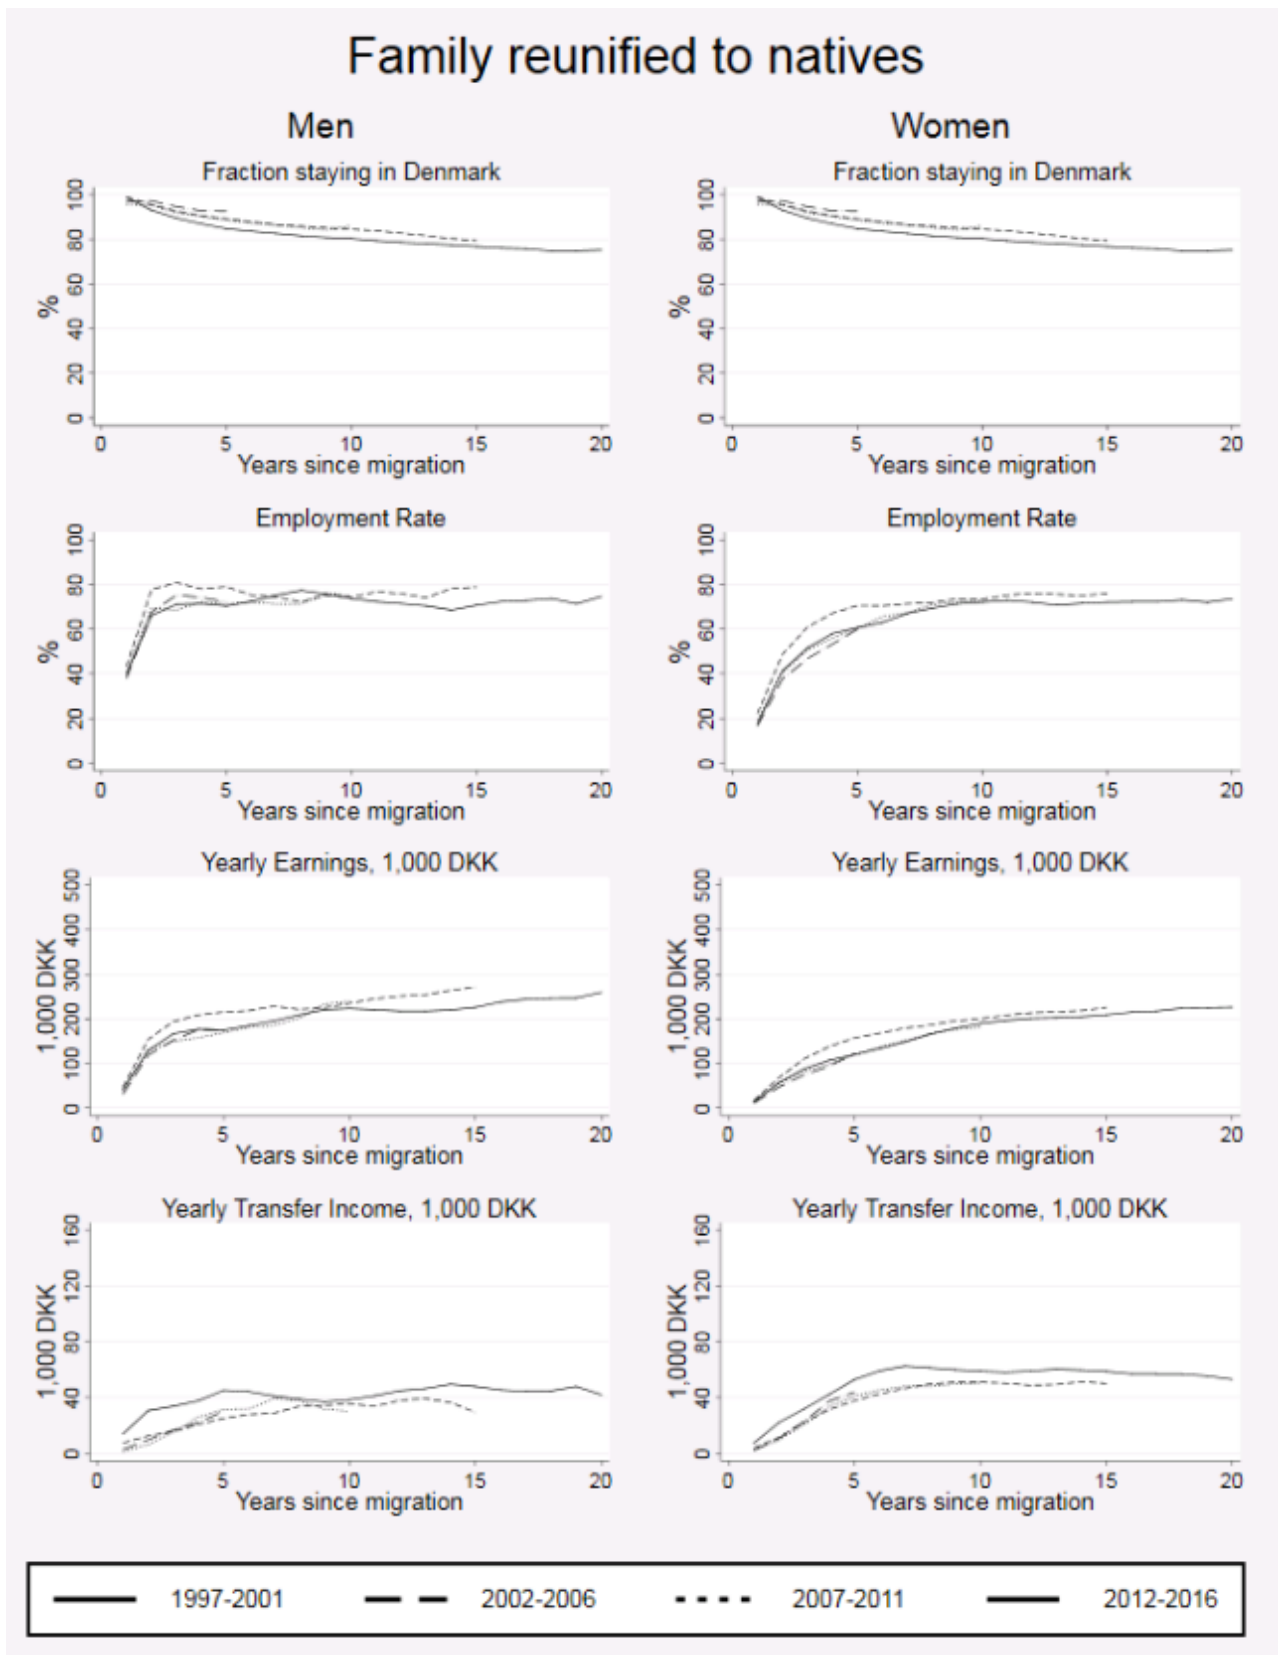 Family reunified to natives
Men
Women
Fraction staying in Denmark
Fraction staying in Denmark
%
0 20 40 60 80 100
0 5 10 15 20
Years since migration
%
0 20 40 60 80 100
0 5 10 15 20
Years since migration
Employment Rate
Employment Rate
%
0 20 40 60 80 100
0 5 10 15 20
Years since migration
%
0 20 40 60 80 100
0 5 10 15 20
Years since migration
Yearly Earnings, 1,000 DKK
Yearly Earnings, 1,000 DKK
1,000 DKK
0 100 200 300 400 500
0 5 10 15 20
Years since migration
1,000 DKK
0 100 200 300 400 500
0 5 10 15 20
Years since migration
Yearly Transfer Income, 1,000 DKK
Yearly Transfer Income, 1,000 DKK
1,000 DKK
0 40 80 120 160
0 5 10 15 20
Years since migration
1,000 DKK
0 40 80 120 160
0 5 10 15 20
Years since migration
1997-2001 2002-2006 2007-2011 2012-2016